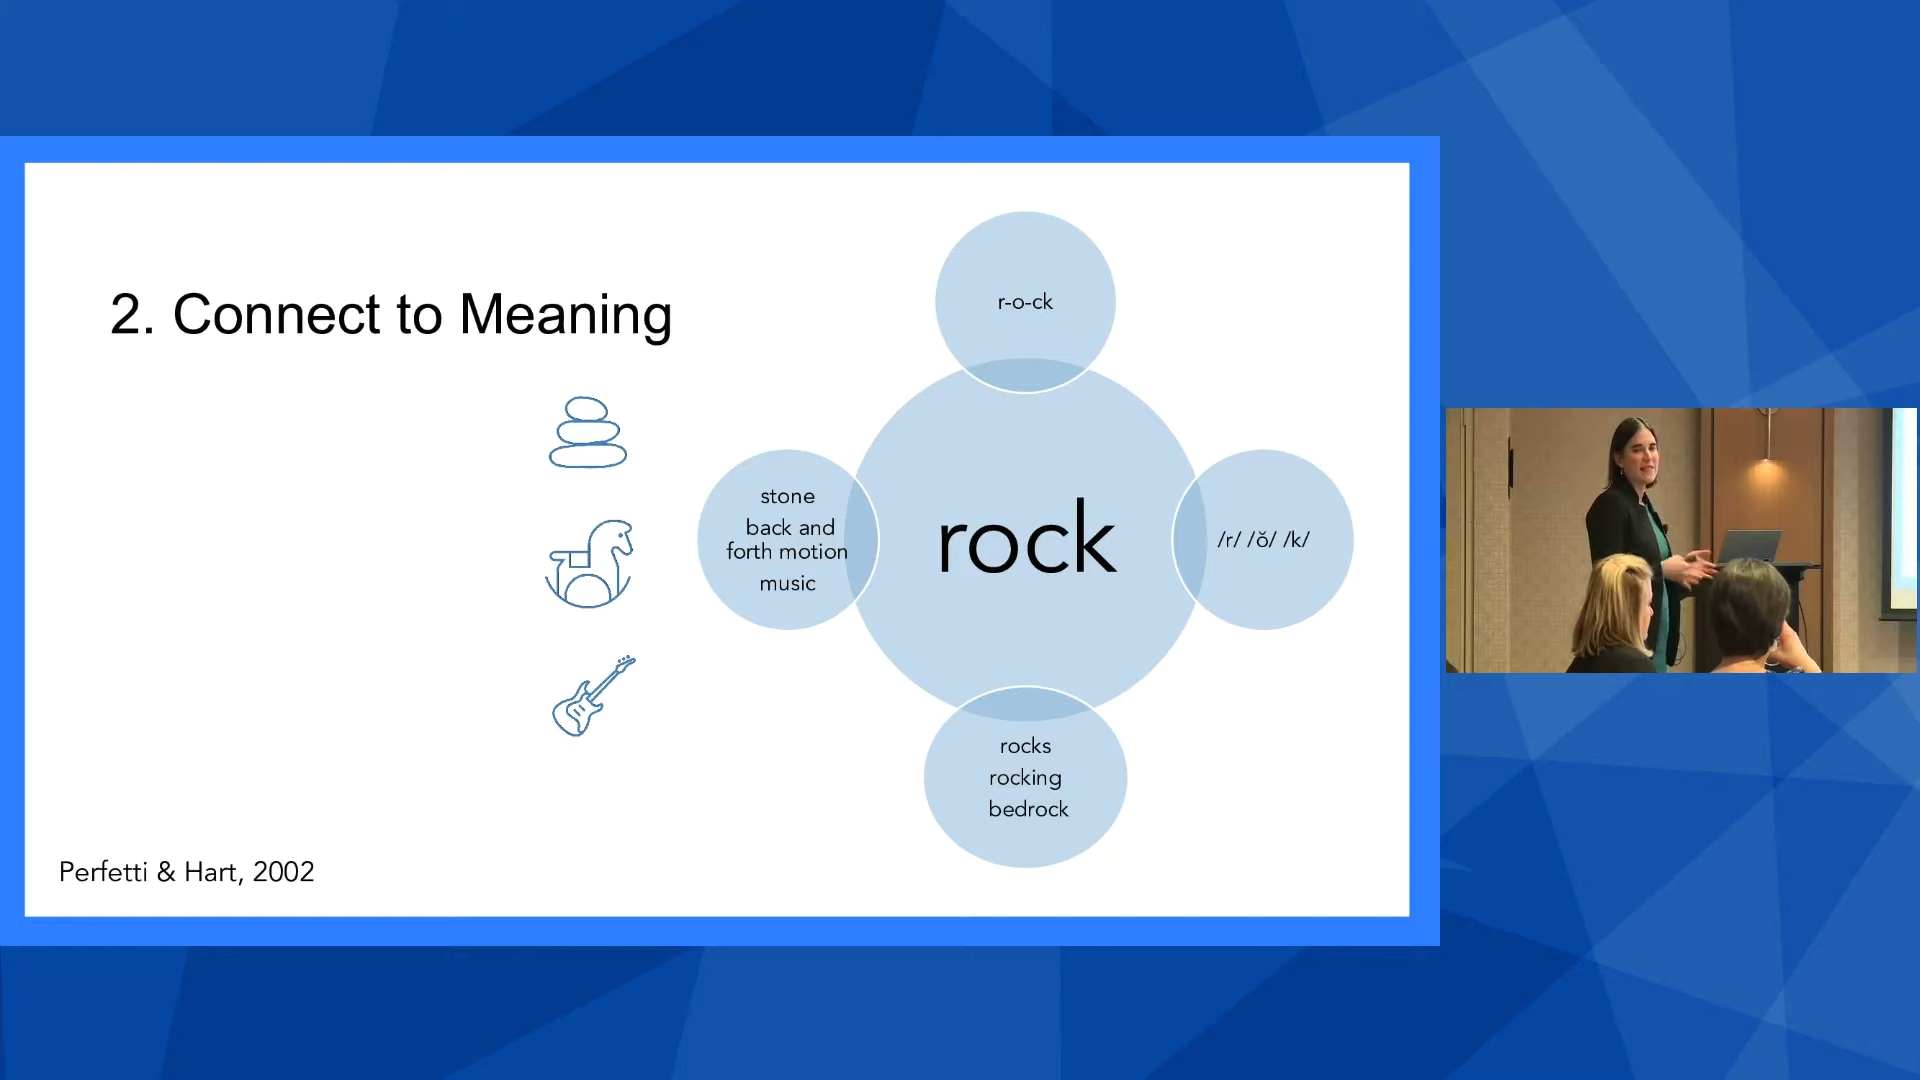 2. Connect to Meaning
r-o-ck
stone
back and
forth motion
music
rock
/r/ /ŏ/ /k/
rocks
rocking
bedrock
Perfetti & Hart, 2002